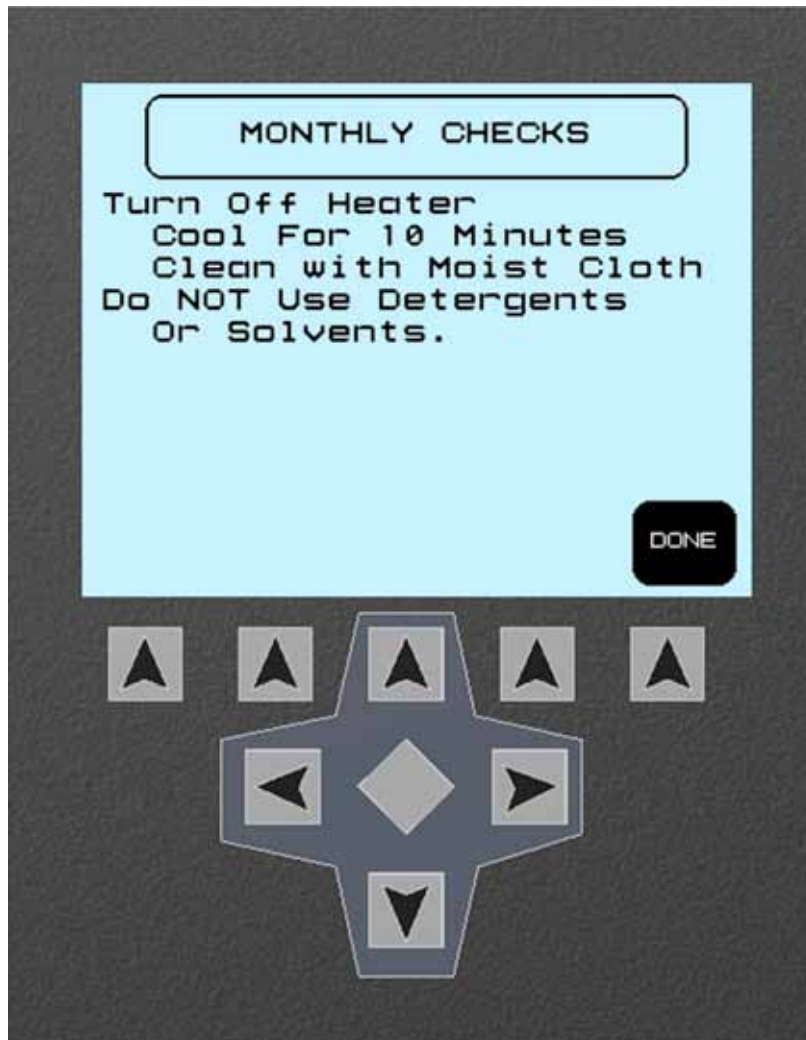 MONTHLY CHECKS
Turn Off Heater
Cool For 10 Minutes
Clean with Moist Cloth
Do NOT Use Detergents
Or Solvents.
DONE